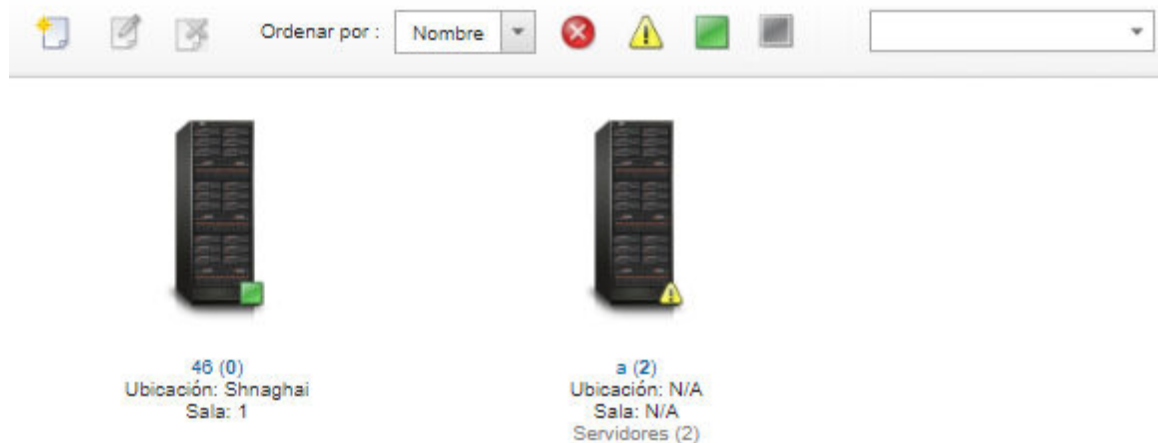 Ordenar por :
Nombre
46 (0)
Ubicación: Shnaghai
Sala: 1
a (2)
Ubicación: N/A
Sala: N/A
Servidores (2)